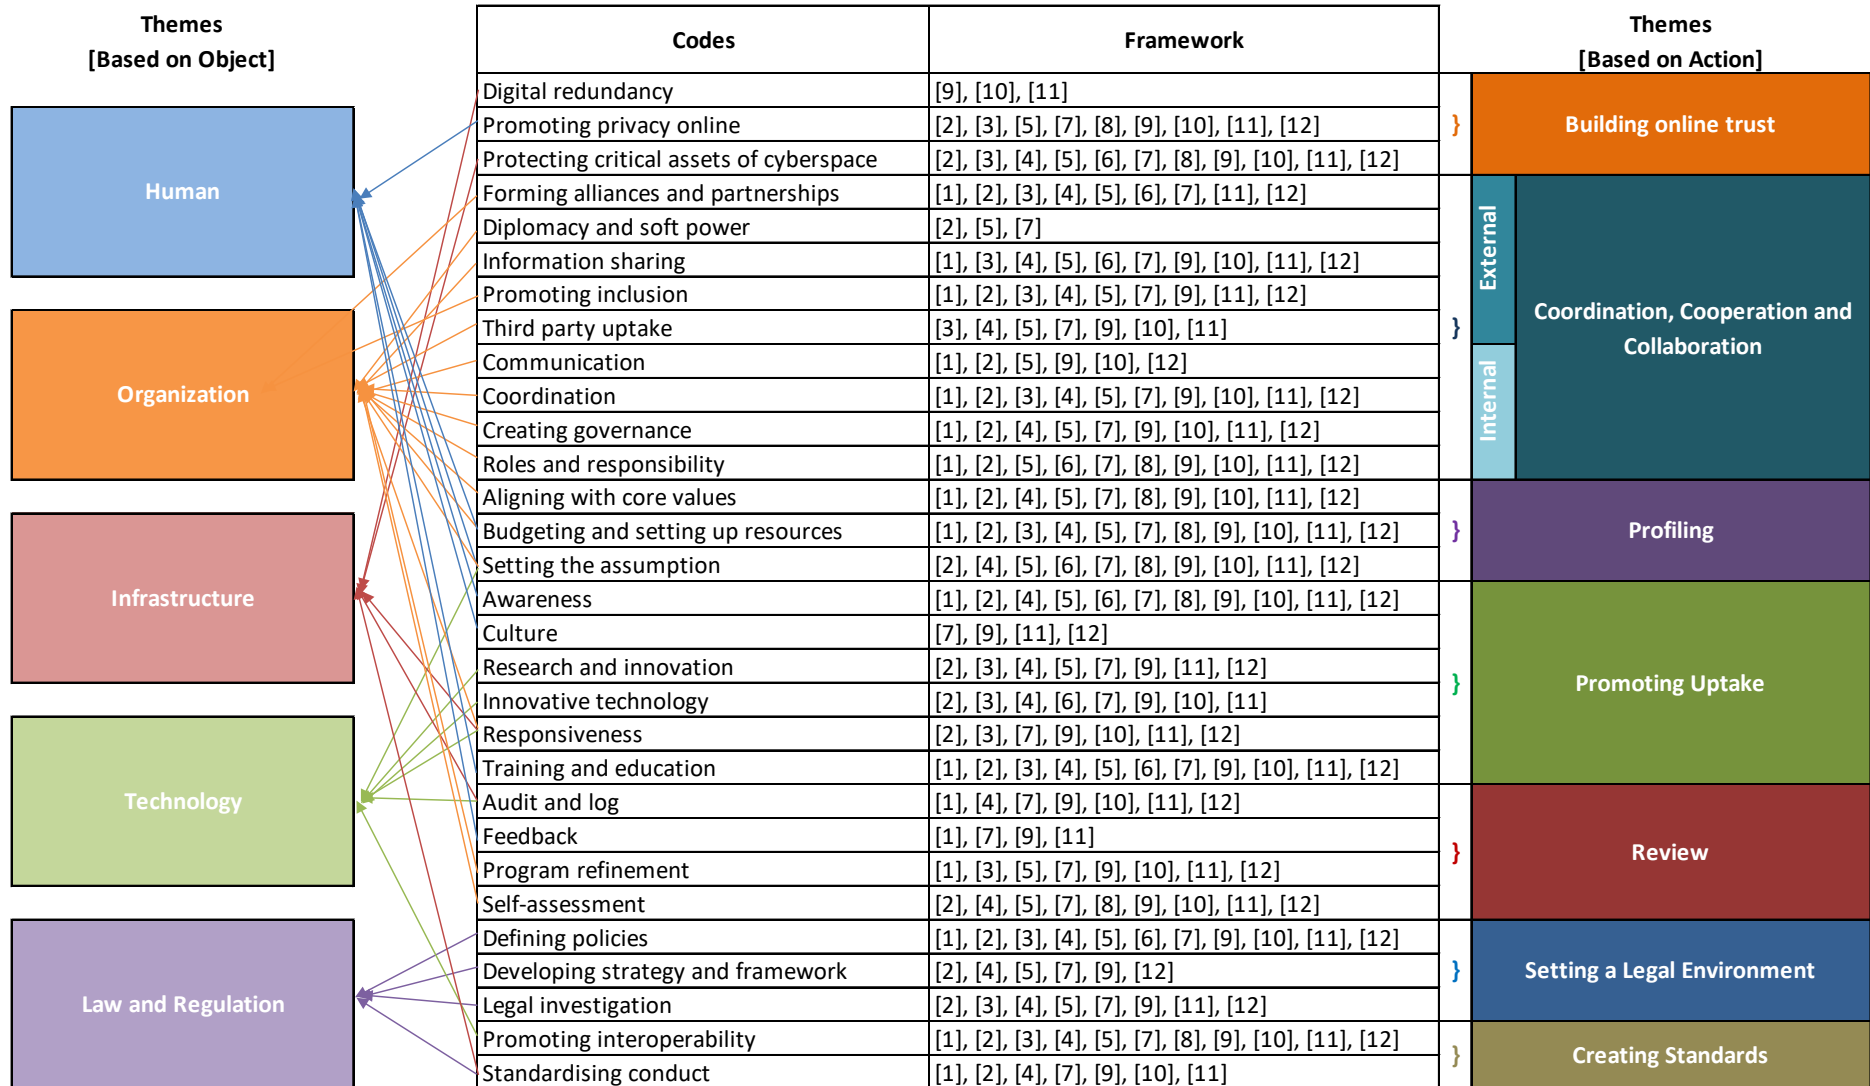 Themes
[Based on Object]
Human
Organization
Infrastructure
Technology
Law and Regulation
Codes Framework
Digital redundancy [9], [10], [11]
Promoting privacy online [2], [3], [5], [7], [8], [9], [10], [11], [12]
Protecting critical assets of cyberspace [2], [3], [4], [5], [6], [7], [8], [9], [10], [11], [12]
Forming alliances and partnerships [1], [2], [3], [4], [5], [6], [7], [11], [12]
Diplomacy and soft power [2], [5], [7]
Information sharing [1], [3], [4], [5], [6], [7], [9], [10], [11], [12]
Promoting inclusion [1], [2], [3], [4], [5], [7], [9], [11], [12]
Third party uptake [3], [4], [5], [7], [9], [10], [11]
Communication [1], [2], [5], [9], [10], [12]
Coordination [1], [2], [3], [4], [5], [7], [9], [10], [11], [12]
Creating governance [1], [2], [4], [5], [7], [9], [10], [11], [12]
Roles and responsibility [1], [2], [5], [6], [7], [8], [9], [10], [11], [12]
Aligning with core values [1], [2], [4], [5], [7], [8], [9], [10], [11], [12]
Budgeting and setting up resources [1], [2], [3], [4], [5], [7], [8], [9], [10], [11], [12]
Setting the assumption [2], [4], [5], [6], [7], [8], [9], [10], [11], [12]
Awareness [1], [2], [4], [5], [6], [7], [8], [9], [10], [11], [12]
Culture [7], [9], [11], [12]
Research and innovation [2], [3], [4], [5], [7], [9], [11], [12]
Innovative technology [2], [3], [4], [6], [7], [9], [10], [11]
Responsiveness [2], [3], [7], [9], [10], [11], [12]
Training and education [1], [2], [3], [4], [5], [6], [7], [9], [10], [11], [12]
Audit and log [1], [4], [7], [9], [10], [11], [12]
Feedback [1], [7], [9], [11]
Program refinement [1], [3], [5], [7], [9], [10], [11], [12]
Self-assessment [2], [4], [5], [7], [8], [9], [10], [11], [12]
Defining policies [1], [2], [3], [4], [5], [6], [7], [9], [10], [11], [12]
Developing strategy and framework [2], [4], [5], [7], [9], [12]
Legal investigation [2], [3], [4], [5], [7], [9], [11], [12]
Promoting interoperability [1], [2], [3], [4], [5], [7], [8], [9], [10], [11], [12]
Standardising conduct [1], [2], [4], [7], [9], [10], [11]
Themes
[Based on Action]
} Building online trust
External
Internal
} Coordination, Cooperation and
Collaboration
} Profiling
} Promoting Uptake
} Review
} Setting a Legal Environment
} Creating Standards